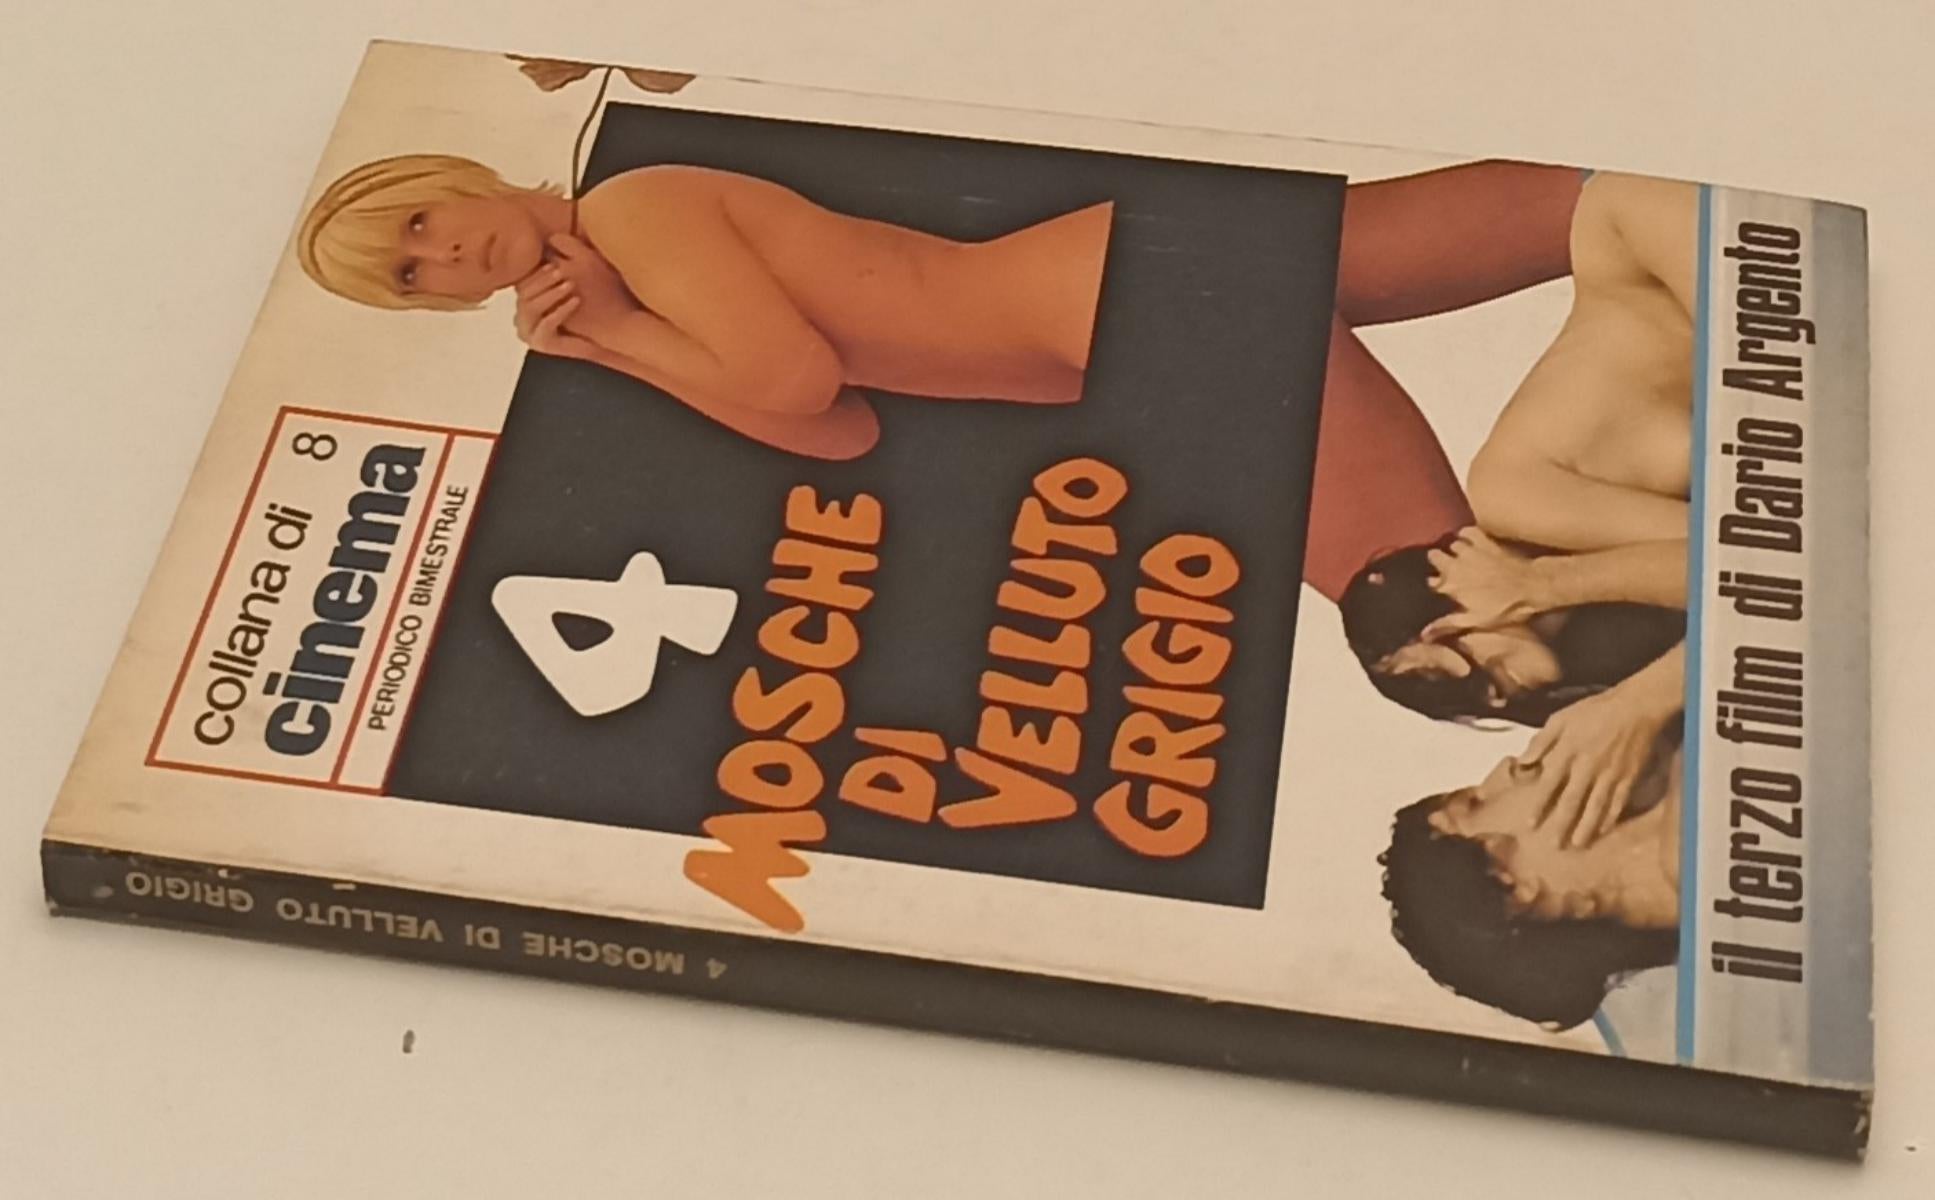 collana di 8
cinema
PERIODICO BIMESTRALE
4
MOSCHE
DI
VELLUTO
GRIGIO
il terzo film di Dario Argento
4 MOSCHE DI VELLUTO GRIGIO